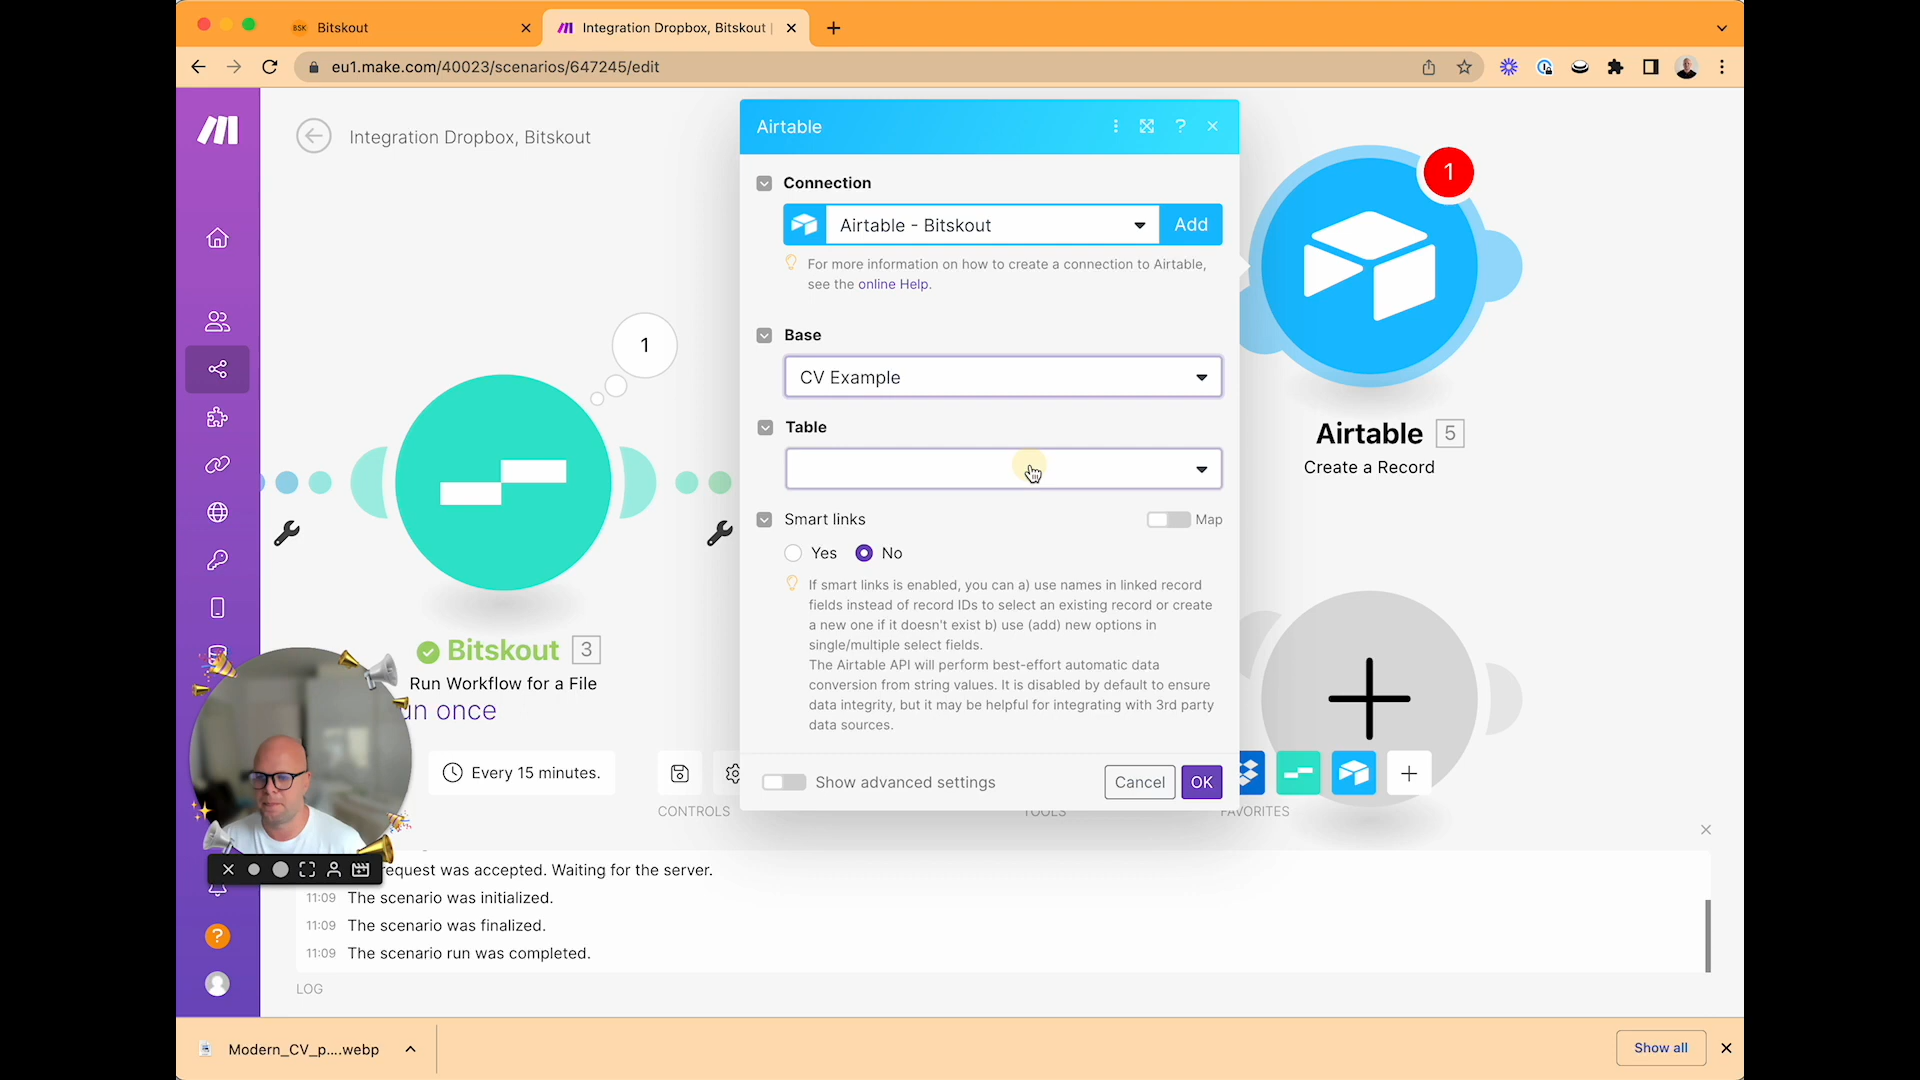 BSK Bitskout
Integration Dropbox, Bitskout |
eu1.make.com/40023/scenarios/647245/edit
Integration Dropbox, Bitskout
Airtable
?
Connection
Airtable - Bitskout
Add
For more information on how to create a connection to Airtable,
see the online Help.
Base
CV Example
Table
Smart links
Map
Yes
No
If smart links is enabled, you can a) use names in linked record
fields instead of record IDs to select an existing record or create
a new one if it doesn't exist b) use (add) new options in
single/multiple select fields.
The Airtable API will perform best-effort automatic data
conversion from string values. It is disabled by default to ensure
data integrity, but it may be helpful for integrating with 3rd party
data sources.
Show advanced settings
Cancel
OK
1
Airtable 5
Create a Record
1
Bitskout 3
Run Workflow for a File
un once
Every 15 minutes.
CONTROLS
TOOLS
FAVORITES
request was accepted. Waiting for the server.
11:09 The scenario was initialized.
11:09 The scenario was finalized.
11:09 The scenario run was completed.
LOG
?
Modern_CV_p....webp
Show all